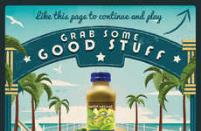 like this page to continue and play
GRAB SOME
GOOD STUFF